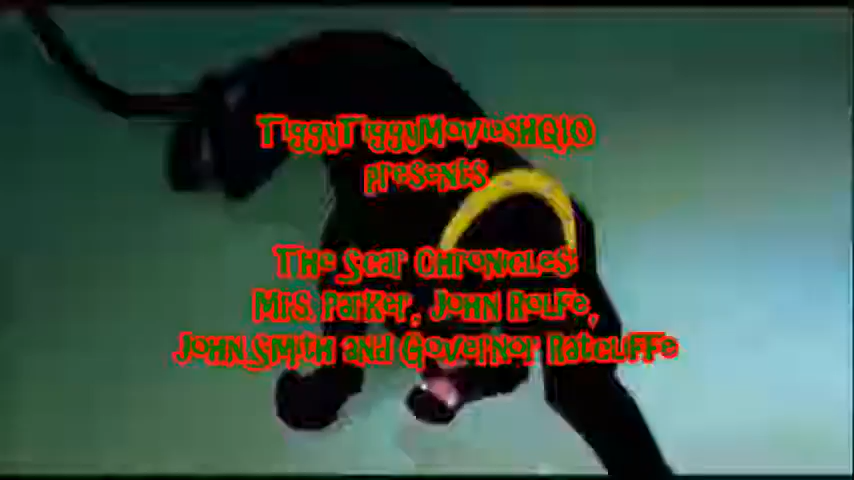 TiggyTiggyMoviesHQ10
presents
The Scar Chronicles
Mrs. Parker, John Rolfe,
John Smith and Governor Ratcliffe